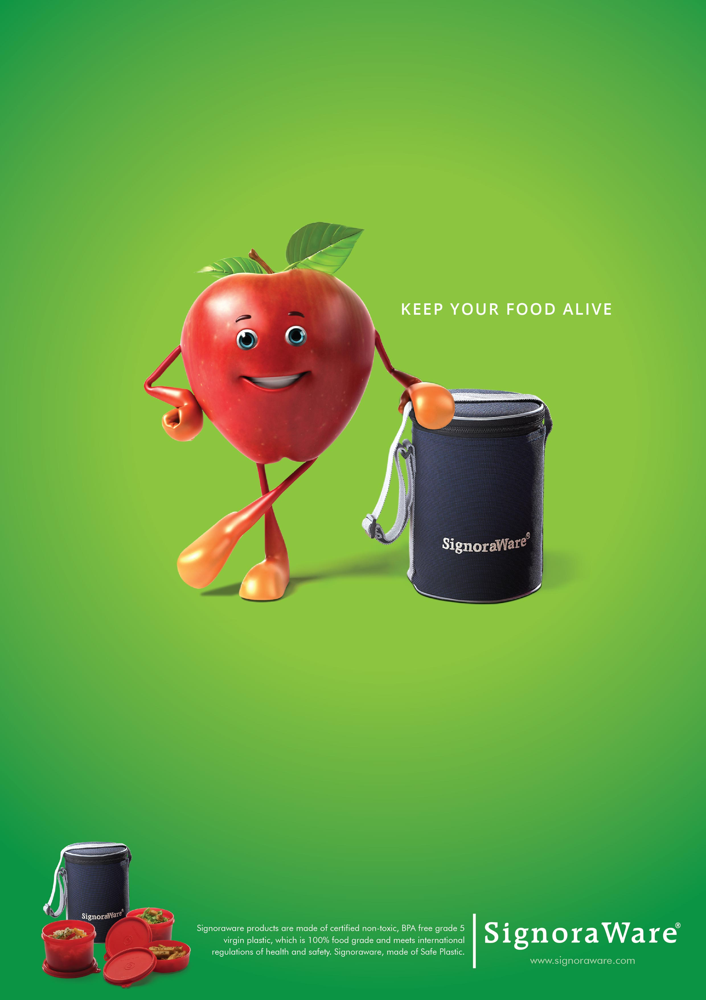 KEEP YOUR FOOD ALIVE
SignoraWare®
SignoraWare®
Signoraware products are made of certified non-toxic, BPA free grade 5
virgin plastic, which is 100% food grade and meets international
regulations of health and safety. Signoraware, made of Safe Plastic.
SignoraWare®
www.signoraware.com